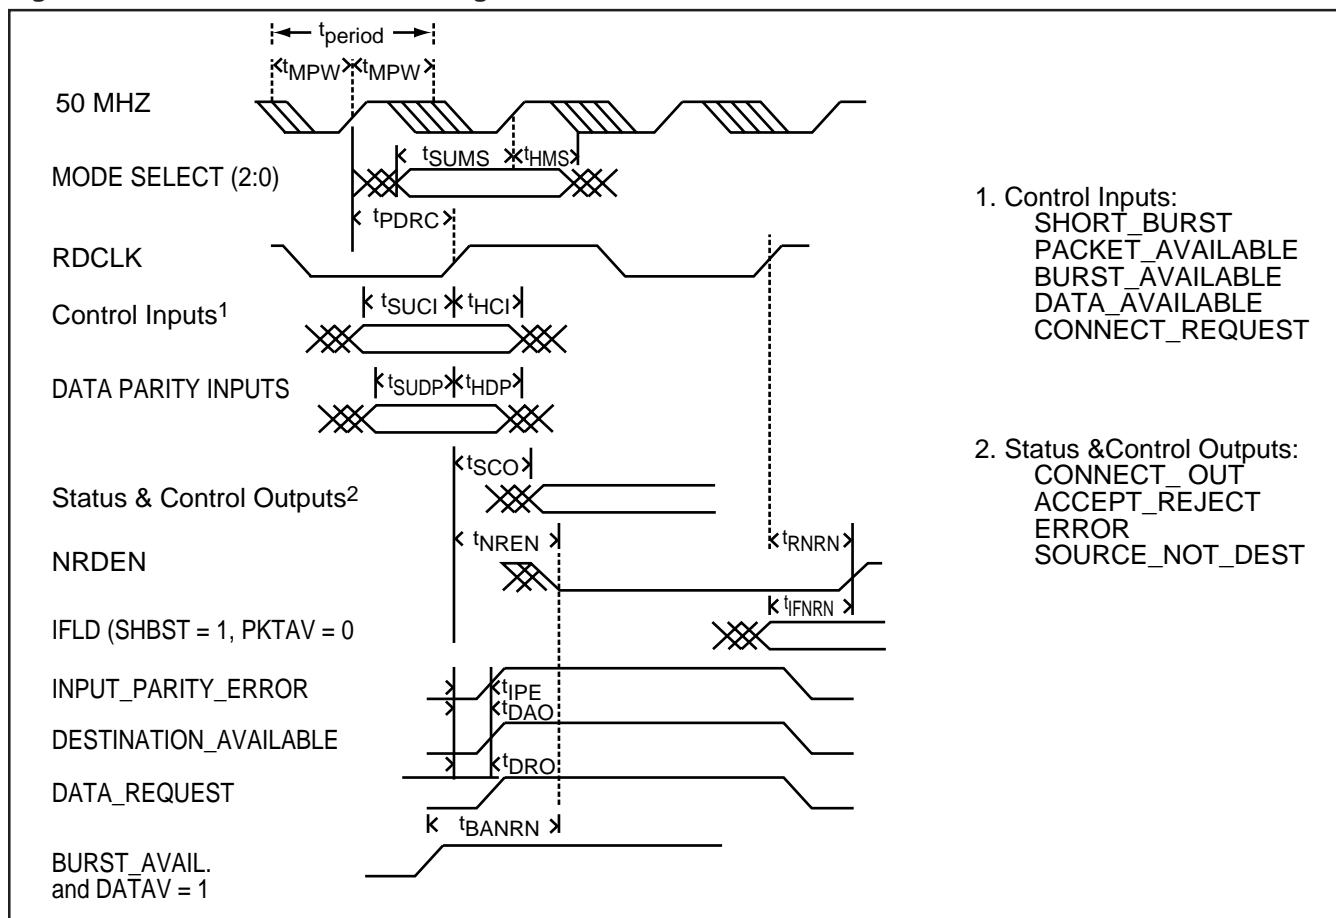 tperiod
tMPW tMPW
50 MHZ
tSUMS tHMS
MODE SELECT (2:0)
tPDRC
RDCLK
tSUCI tHCI
Control Inputs1
tSUDP tHDP
DATA PARITY INPUTS
tSCO
Status & Control Outputs2
tNREN
tRNRN
NRDEN
tIFNRN
IFLD (SHBST = 1, PKTAV = 0
INPUT_PARITY_ERROR
tIPE
tDAO
DESTINATION_AVAILABLE
tDRO
DATA_REQUEST
tBANRN
BURST_AVAIL.
and DATAV = 1
1. Control Inputs:
SHORT_BURST
PACKET_AVAILABLE
BURST_AVAILABLE
DATA_AVAILABLE
CONNECT_REQUEST
2. Status &Control Outputs:
CONNECT_ OUT
ACCEPT_REJECT
ERROR
SOURCE_NOT_DEST